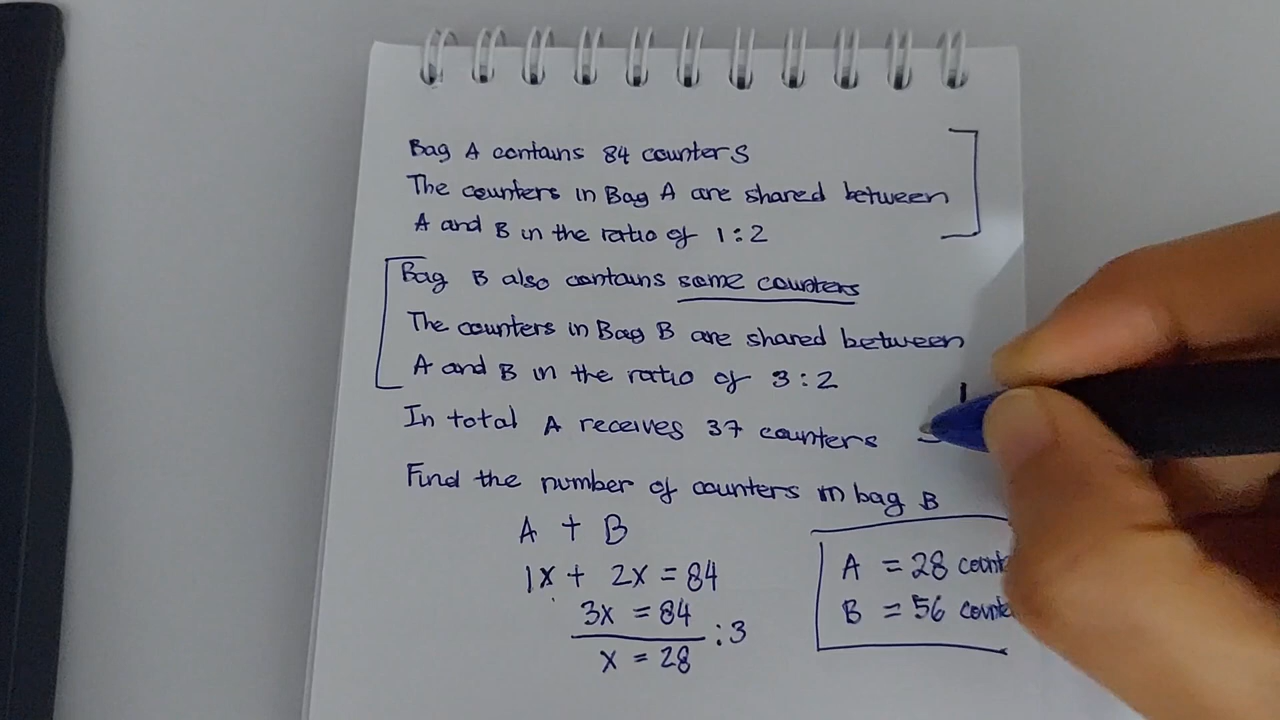 Bag A contains 84 counters
The counters in Bag A are shared between
A and B in the ratio of 1:2
Bag B also contains some counters
The counters in Bag B are shared between
A and B in the ratio of 3:2
In total A receives 37 counters
Find the number of counters in bag B
A + B
1x + 2x = 84
3x = 84
:3
x = 28
A = 28
B = 56